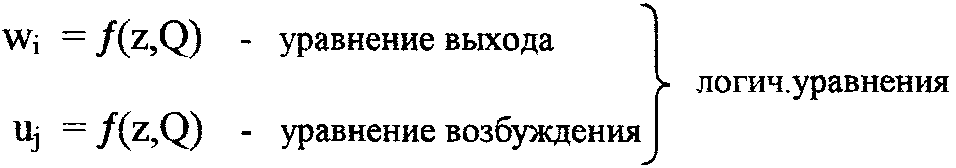 wᵢ = f(z,Q) - уравнение выхода
логич.уравнения
uⱼ = f(z,Q) - уравнение возбуждения